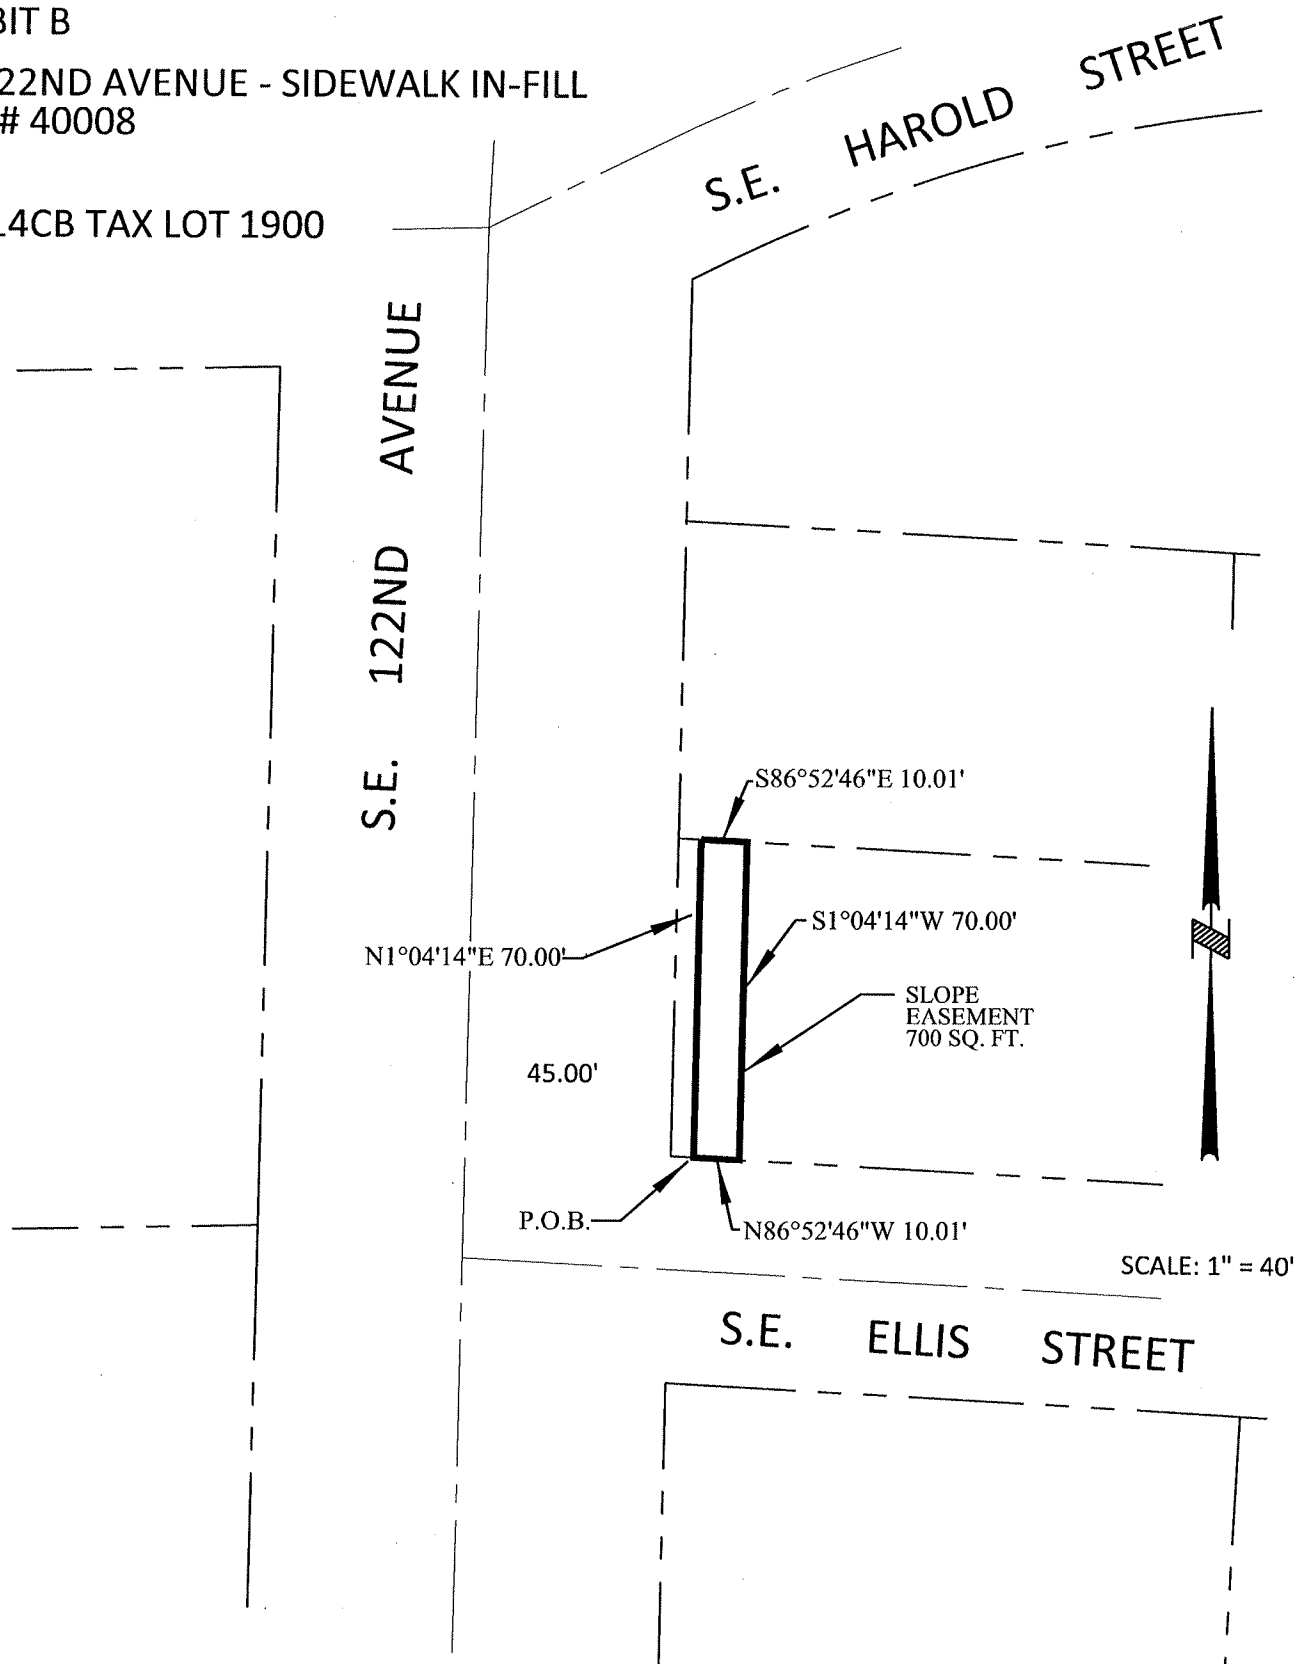 BIT B
22ND AVENUE - SIDEWALK IN-FILL
# 40008
14CB TAX LOT 1900
S.E. HAROLD STREET
S.E. 122ND AVENUE
S86°52'46"E 10.01'
S1°04'14"W 70.00'
N1°04'14"E 70.00'
SLOPE
EASEMENT
700 SQ. FT.
45.00'
P.O.B.
N86°52'46"W 10.01'
SCALE: 1" = 40'
S.E. ELLIS STREET